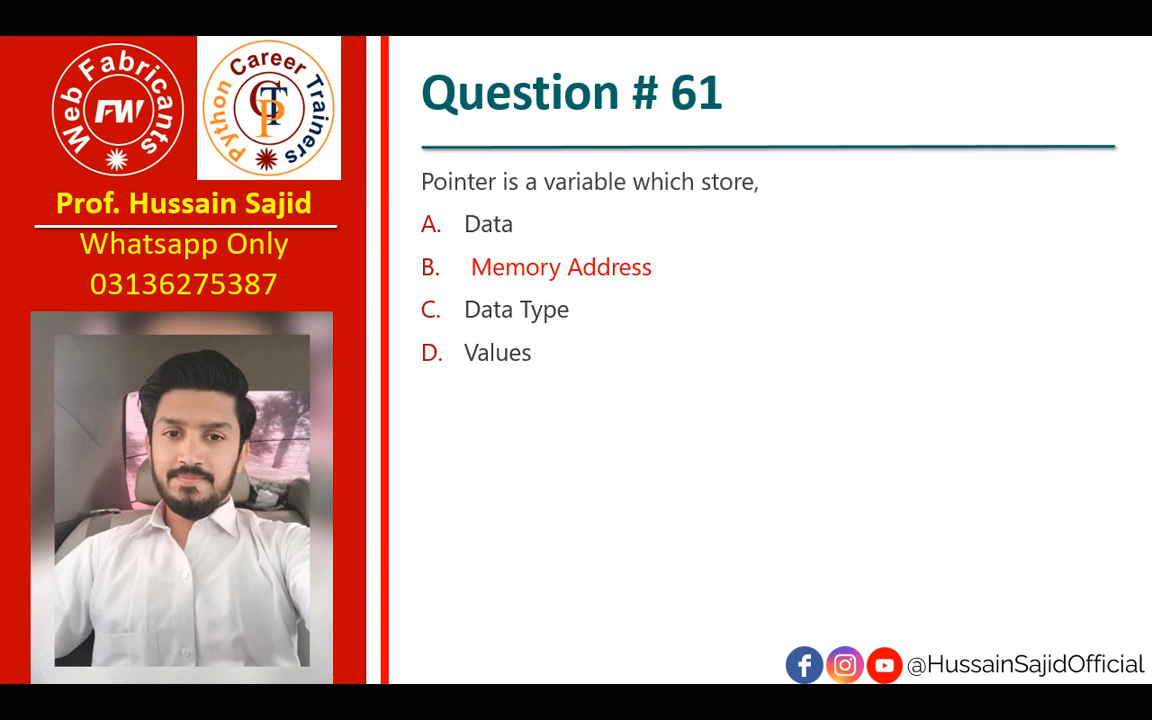 Web Fabricants
FW
Python Career Trainers
CTP
Prof. Hussain Sajid
Whatsapp Only
03136275387
Question # 61
Pointer is a variable which store,
A. Data
B. Memory Address
C. Data Type
D. Values
@HussainSajidOfficial